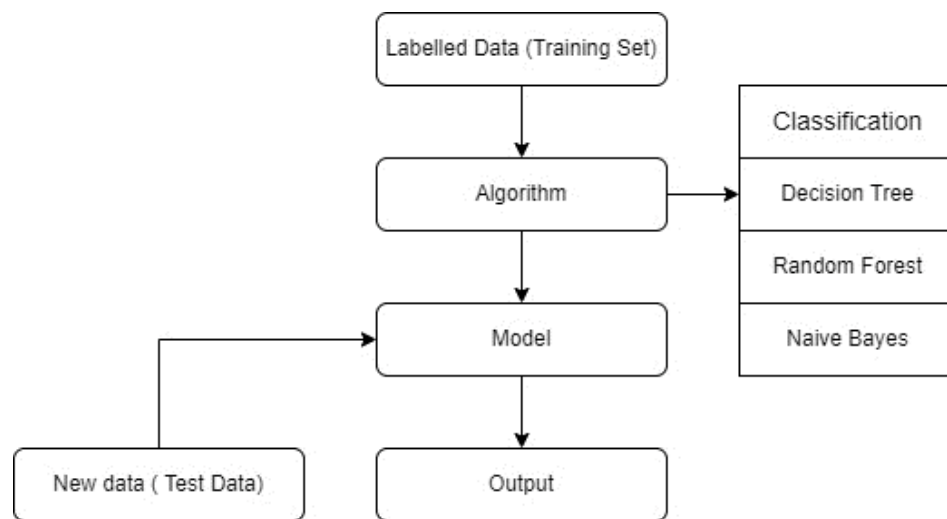 Labelled Data (Training Set)
Algorithm
Classification
Decision Tree
Random Forest
Naive Bayes
Model
New data ( Test Data)
Output